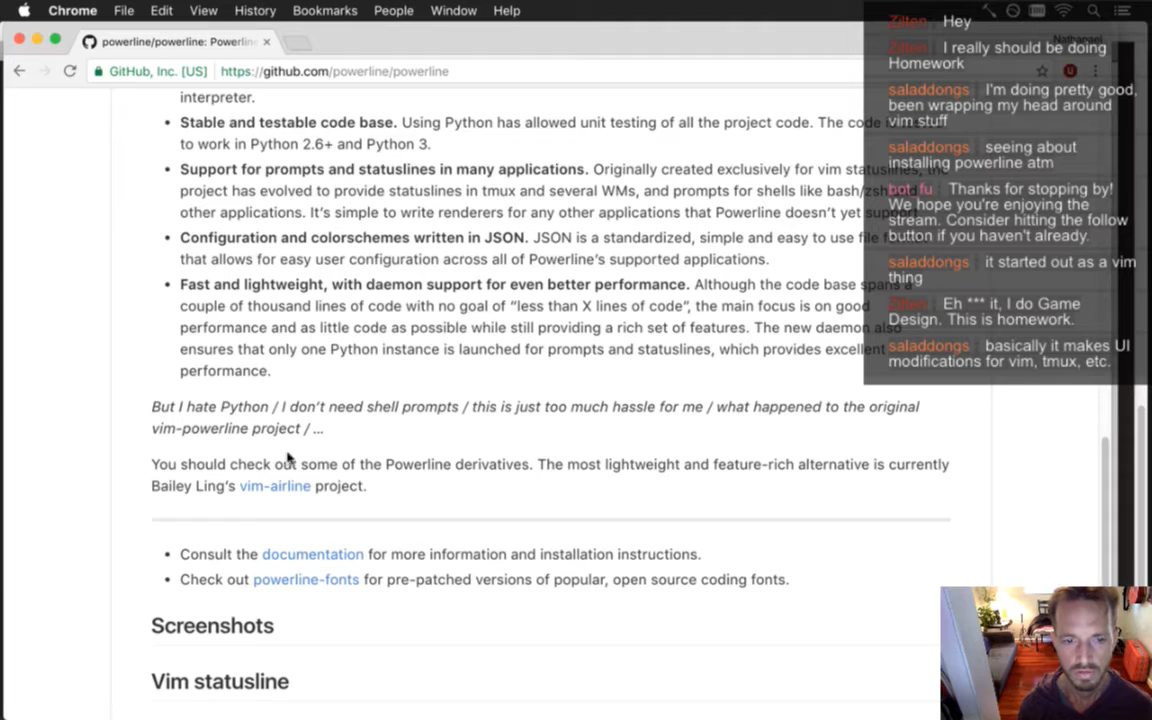 Chrome File Edit View History Bookmarks People Window Help
powerline/powerline: Powerlin
GitHub, Inc. [US] https://github.com/powerline/powerline
interpreter.
Stable and testable code base. Using Python has allowed unit testing of all the project code. The code
to work in Python 2.6+ and Python 3.
Support for prompts and statuslines in many applications. Originally created exclusively for vim statuslines, the
project has evolved to provide statuslines in tmux and several WMs, and prompts for shells like bash/zsh
other applications. It's simple to write renderers for any other applications that Powerline doesn't yet support
Configuration and colorschemes written in JSON. JSON is a standardized, simple and easy to use file
that allows for easy user configuration across all of Powerline's supported applications.
Fast and lightweight, with daemon support for even better performance. Although the code base spans a
couple of thousand lines of code with no goal of “less than X lines of code”, the main focus is on good
performance and as little code as possible while still providing a rich set of features. The new daemon also
ensures that only one Python instance is launched for prompts and statuslines, which provides excellent
performance.
But I hate Python / I don't need shell prompts / this is just too much hassle for me / what happened to the original
vim-powerline project / ...
You should check out some of the Powerline derivatives. The most lightweight and feature-rich alternative is currently
Bailey Ling's vim-airline project.
Consult the documentation for more information and installation instructions.
Check out powerline-fonts for pre-patched versions of popular, open source coding fonts.
Screenshots
Vim statusline
Zilten Hey
Zilten I really should be doing
Homework
saladdongs I'm doing pretty good,
been wrapping my head around
vim stuff
saladdongs seeing about
installing powerline atm
bot_fu Thanks for stopping by!
We hope you're enjoying the
stream. Consider hitting the follow
button if you haven't already.
saladdongs it started out as a vim
thing
Zilten Eh *** it, I do Game
Design. This is homework.
saladdongs basically it makes UI
modifications for vim, tmux, etc.